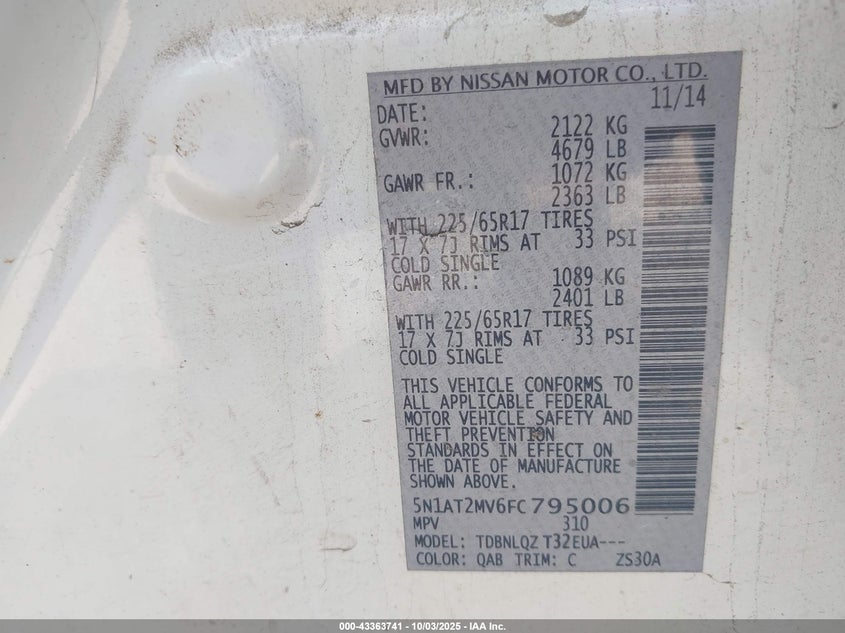 MFD BY NISSAN MOTOR CO., LTD.
DATE: 11/14
GVWR: 2122 KG
4679 LB
GAWR FR.: 1072 KG
2363 LB
WITH 225/65R17 TIRES
17 X 7J RIMS AT 33 PSI
COLD SINGLE
GAWR RR.: 1089 KG
2401 LB
WITH 225/65R17 TIRES
17 X 7J RIMS AT 33 PSI
COLD SINGLE
THIS VEHICLE CONFORMS TO
ALL APPLICABLE FEDERAL
MOTOR VEHICLE SAFETY AND
THEFT PREVENTION
STANDARDS IN EFFECT ON
THE DATE OF MANUFACTURE
SHOWN ABOVE.
5N1AT2MV6FC795006
MPV 310
MODEL: TDBNLQZ T32EUA---
COLOR: QAB TRIM: C ZS30A
000-43363741 - 10/03/2025 - IAA Inc.